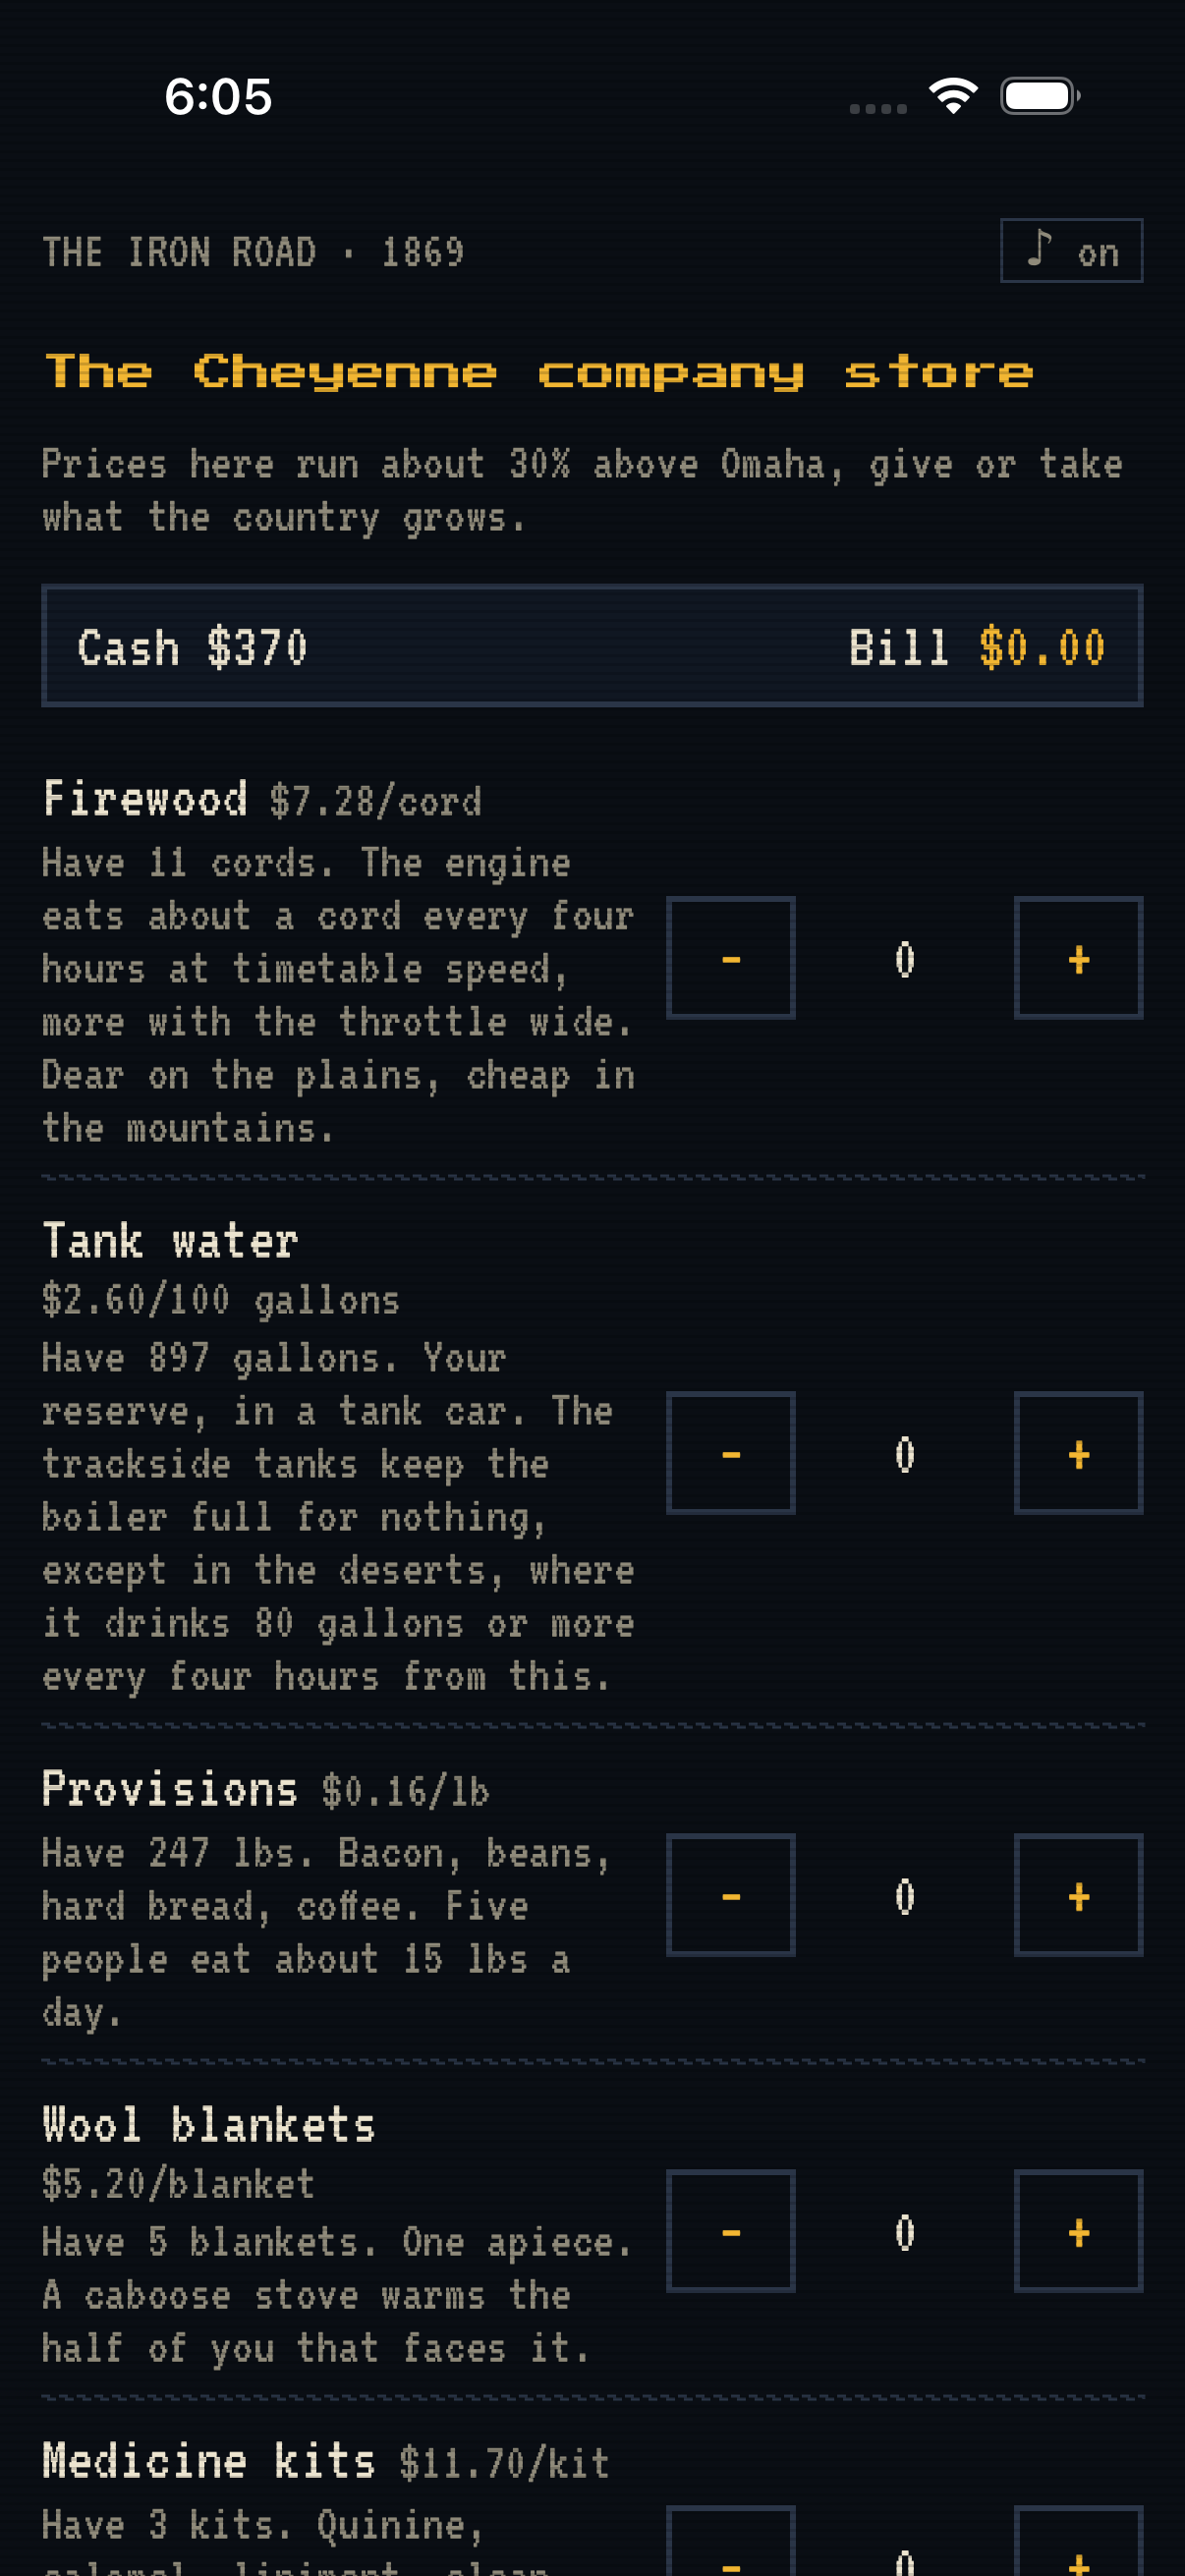 6:05
THE IRON ROAD · 1869
♪ on
The Cheyenne company store
Prices here run about 30% above Omaha, give or take
what the country grows.
Cash $370 Bill $0.00
Firewood $7.28/cord
Have 11 cords. The engine
eats about a cord every four
hours at timetable speed,
more with the throttle wide.
Dear on the plains, cheap in
the mountains.
- 0 +
Tank water
$2.60/100 gallons
Have 897 gallons. Your
reserve, in a tank car. The
trackside tanks keep the
boiler full for nothing,
except in the deserts, where
it drinks 80 gallons or more
every four hours from this.
- 0 +
Provisions $0.16/lb
Have 247 lbs. Bacon, beans,
hard bread, coffee. Five
people eat about 15 lbs a
day.
- 0 +
Wool blankets
$5.20/blanket
Have 5 blankets. One apiece.
A caboose stove warms the
half of you that faces it.
- 0 +
Medicine kits $11.70/kit
Have 3 kits. Quinine,
- 0 +